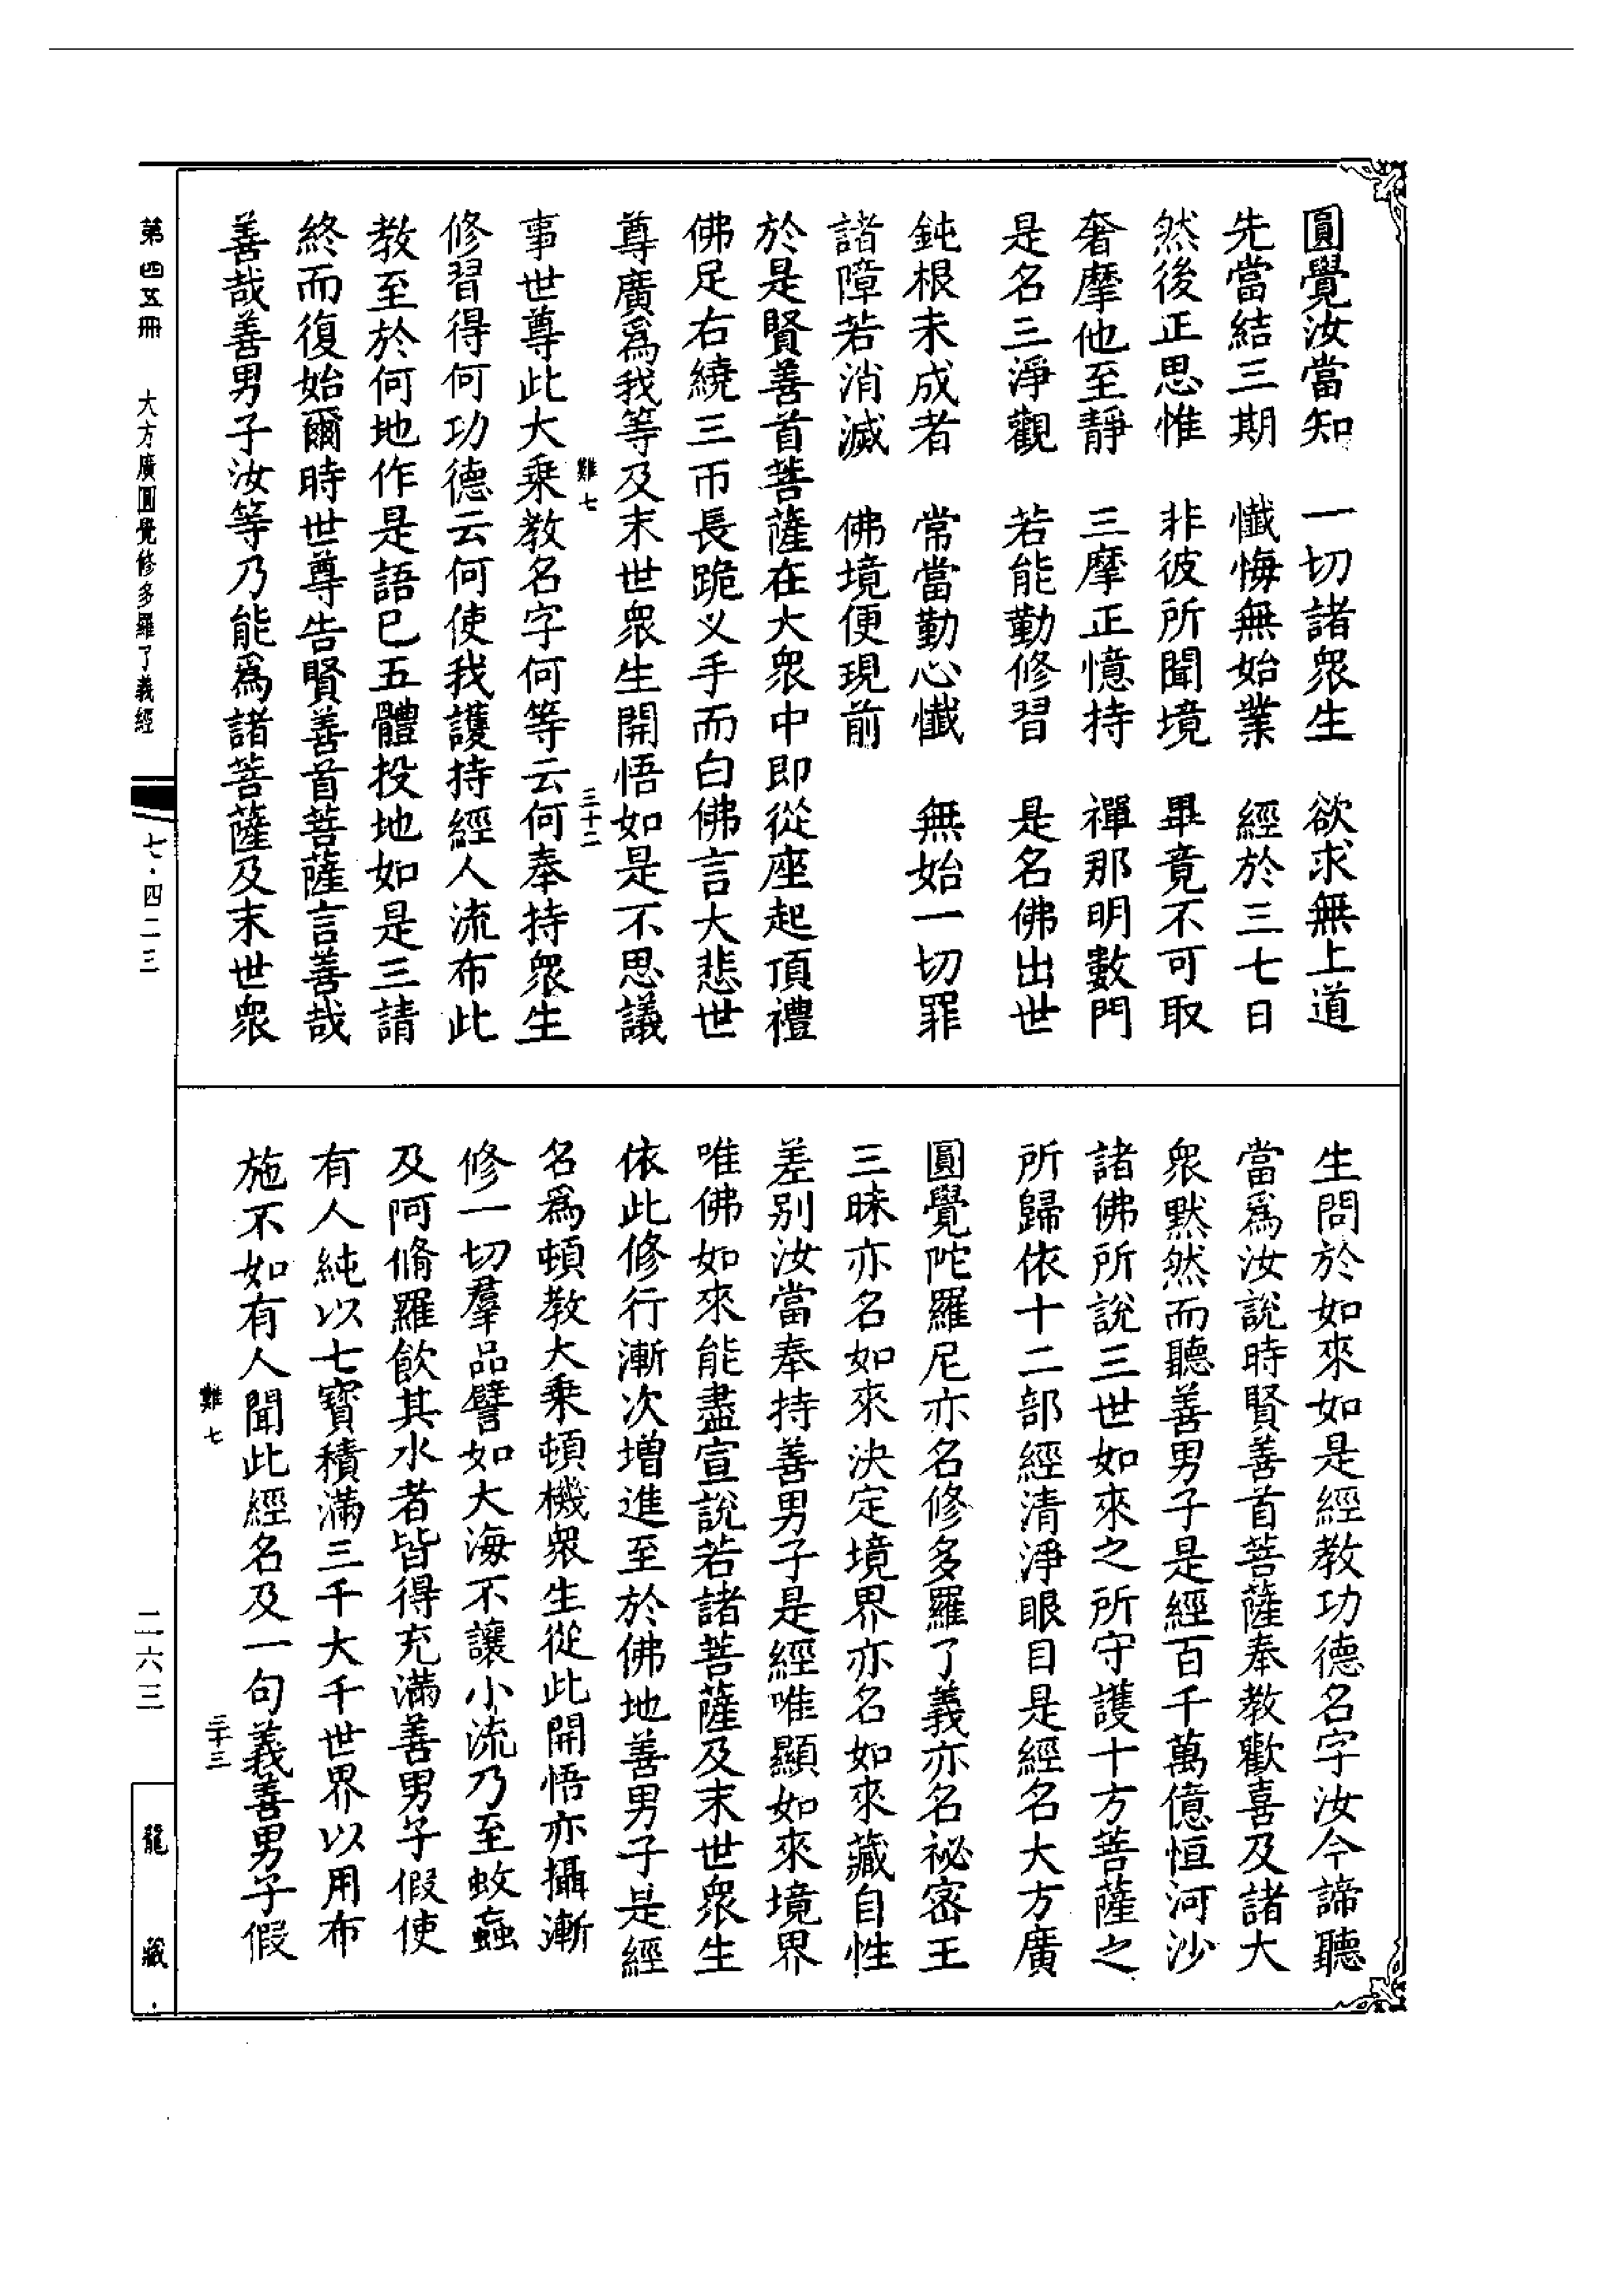 圓覺汝當知　一切諸衆生　欲求無上道
先當結三期　懺悔無始業　經於三七日
然後正思惟　非彼所聞境　畢竟不可取
奢摩他至靜　三摩正憶持　禪那明數門
是名三淨觀　若能勤修習　是名佛出世
鈍根未成者　常當勤心懺　無始一切罪
諸障若消滅　佛境便現前
於是賢善首菩薩在大衆中即從座起頂禮
佛足右繞三帀長跪义手而白佛言大悲世
尊廣爲我等及末世衆生開悟如是不思議
難七　三十二
事世尊此大乘教名字何等云何奉持衆生
修習得何功德云何使我護持經人流布此
教至於何地作是語已五體投地如是三請
終而復始爾時世尊告賢善首菩薩言善哉
善哉善男子汝等乃能爲諸菩薩及末世衆
生問於如來如是經教功德名字汝今諦聽
當爲汝說時賢善首菩薩奉教歡喜及諸大
衆默然而聽善男子是經百千萬億恒河沙
諸佛所說三世如來之所守護十方菩薩之
所歸依十二部經清淨眼目是經名大方廣
圓覺陀羅尼亦名修多羅了義亦名祕密王
三昧亦名如來決定境界亦名如來藏自性
差别汝當奉持善男子是經唯顯如來境界
唯佛如來能盡宣說若諸菩薩及末世衆生
依此修行漸次增進至於佛地善男子是經
名爲頓教大乘頓機衆生從此開悟亦攝漸
修一切羣品譬如大海不讓小流乃至蚊蝱
及阿脩羅飲其水者皆得充滿善男子假使
有人純以七寳積滿三千大千世界以用布
施不如有人聞此經名及一句義善男子假
難七　三十三
第四五冊　大方廣圓覺修多羅了義經　七·四二三　二六三　龍藏